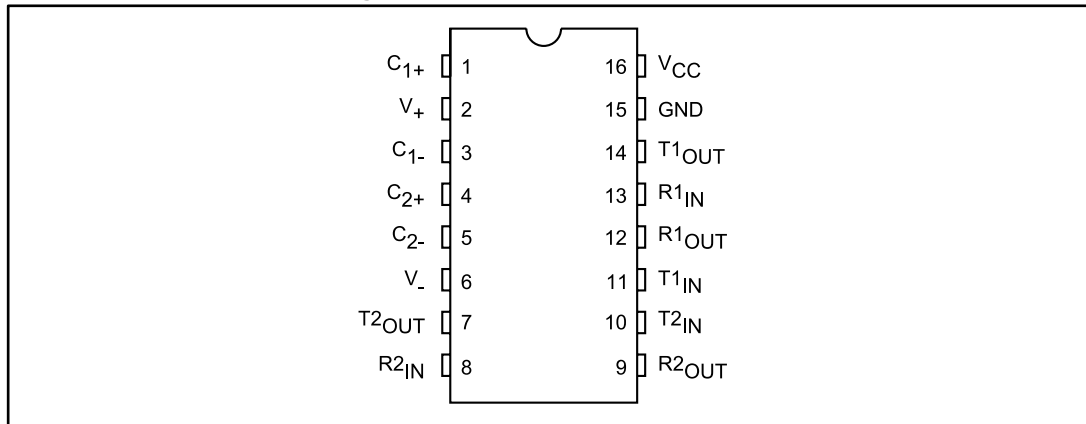 C1+ 1 16 VCC
V+ 2 15 GND
C1- 3 14 T1OUT
C2+ 4 13 R1IN
C2- 5 12 R1OUT
V- 6 11 T1IN
T2OUT 7 10 T2IN
R2IN 8 9 R2OUT